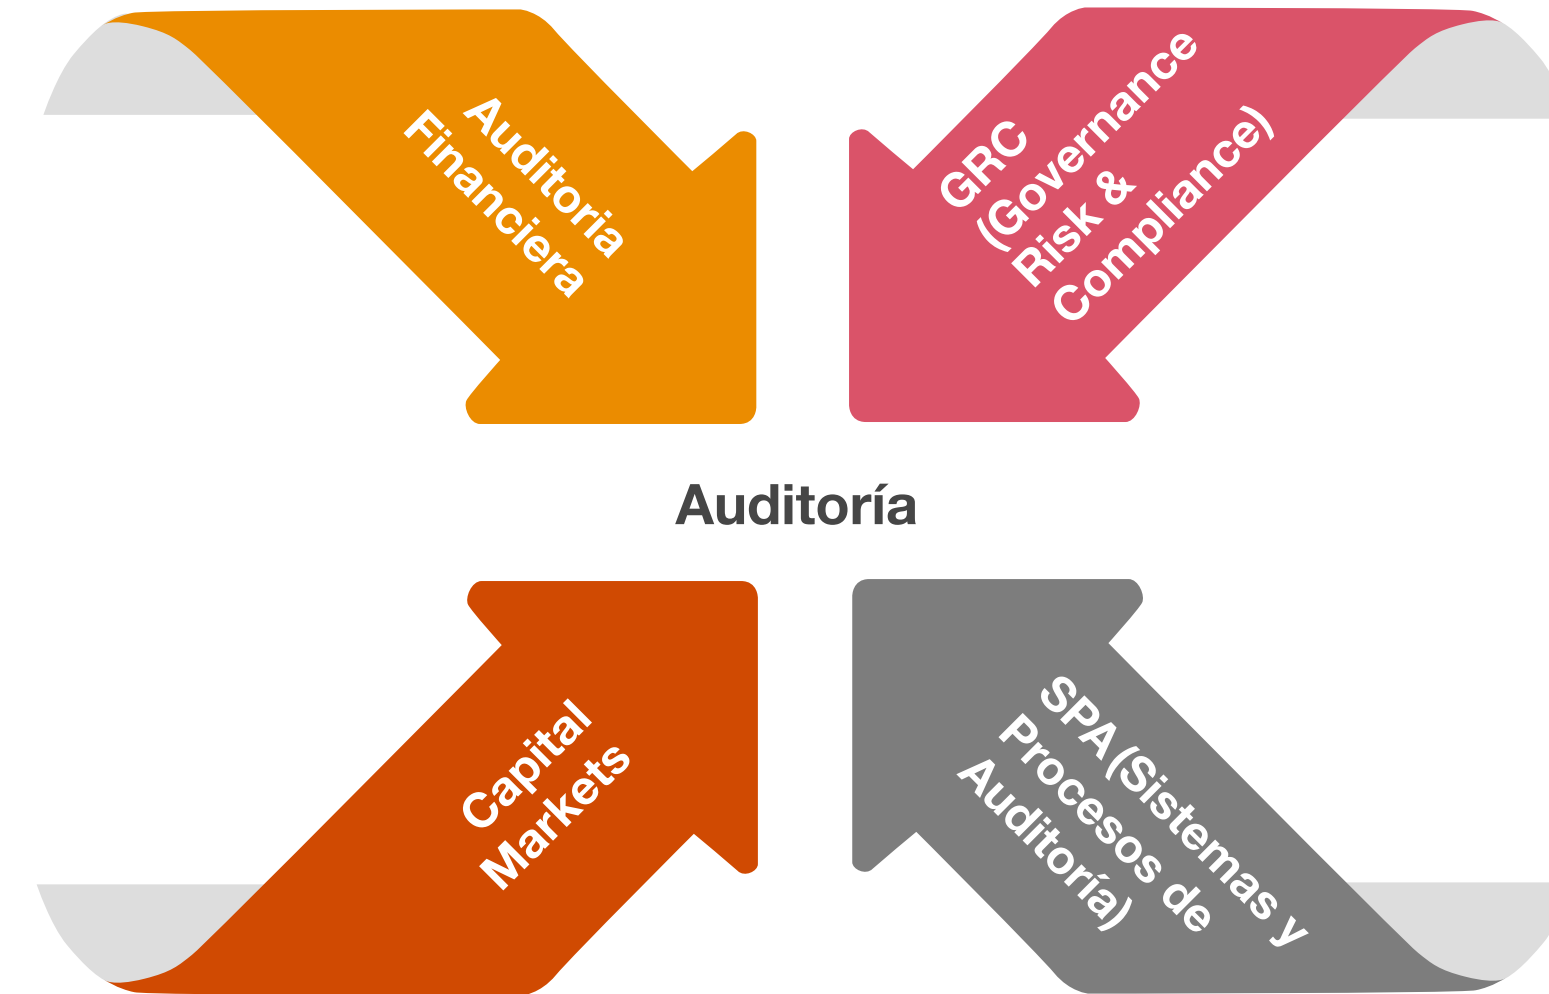 Auditoria
Financiera
GRC
(Governance
Risk &
Compliance)
Auditoría
Capital
Markets
SPA(Sistemas y
Procesos de
Auditoría)